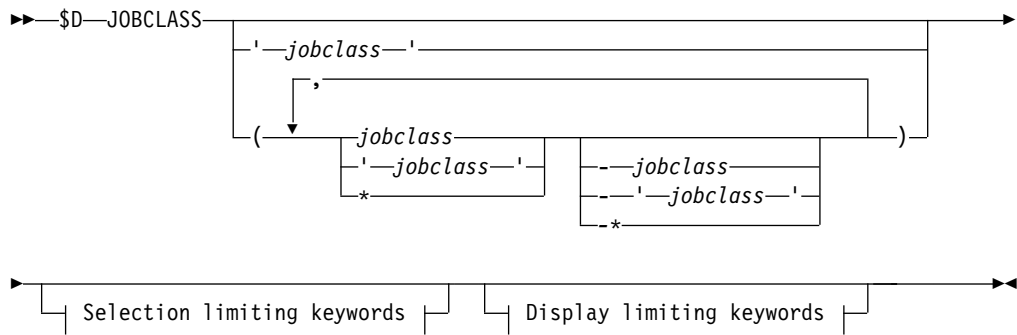 $D JOBCLASS
' jobclass '
,
( jobclass - jobclass )
' jobclass ' - ' jobclass '
* -*
Selection limiting keywords Display limiting keywords